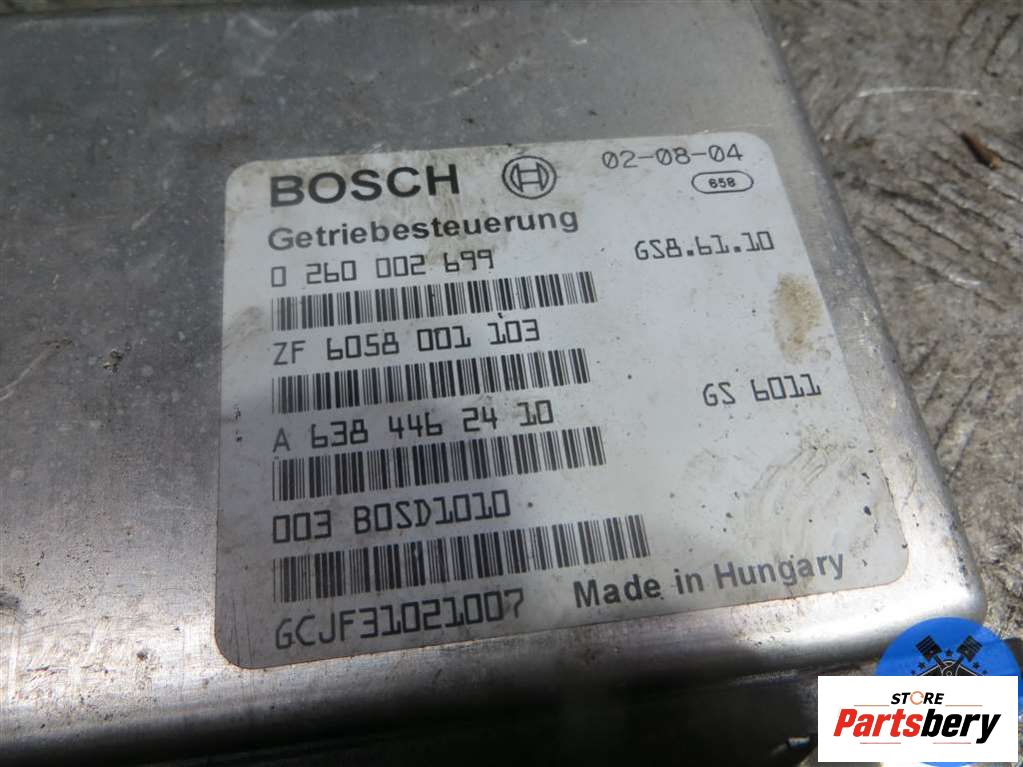 BOSCH 02-08-04
658
Getriebesteuerung
0 260 002 699 GS8.61.10
ZF 6058 001 103
A 638 446 24 10 GS 6011
003 BOSD1010
GCJF31021007 Made in Hungary
STORE
Partsbery